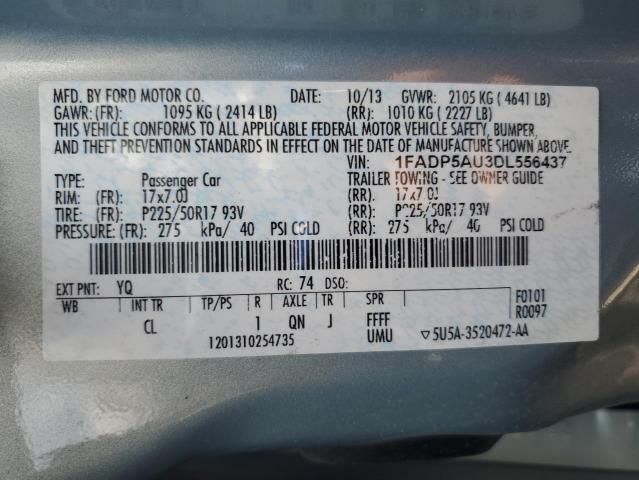 MFD. BY FORD MOTOR CO. DATE: 10/13 GVWR: 2105 KG ( 4641 LB)
GAWR: (FR): 1095 KG ( 2414 LB) (RR): 1010 KG ( 2227 LB)
THIS VEHICLE CONFORMS TO ALL APPLICABLE FEDERAL MOTOR VEHICLE SAFETY, BUMPER,
AND THEFT PREVENTION STANDARDS IN EFFECT ON THE DATE OF MANUFACTURE SHOWN ABOVE.
VIN: 1FADP5AU3DL556437
TYPE: Passenger Car TRAILER TOWING - SEE OWNER GUIDE
RIM: (FR): 17x7.0J (RR): 17x7.0J
TIRE: (FR): P225/50R17 93V (RR): P225/50R17 93V
PRESSURE: (FR): 275 kPa/ 40 PSI COLD (RR): 275 kPa/ 40 PSI COLD
EXT PNT: YQ RC: 74 DSO:
WB INT TR TP/PS R AXLE TR SPR F0101
R0097
CL 1 QN J FFFF
1201310254735 UMU ▽5U5A-3520472-AA